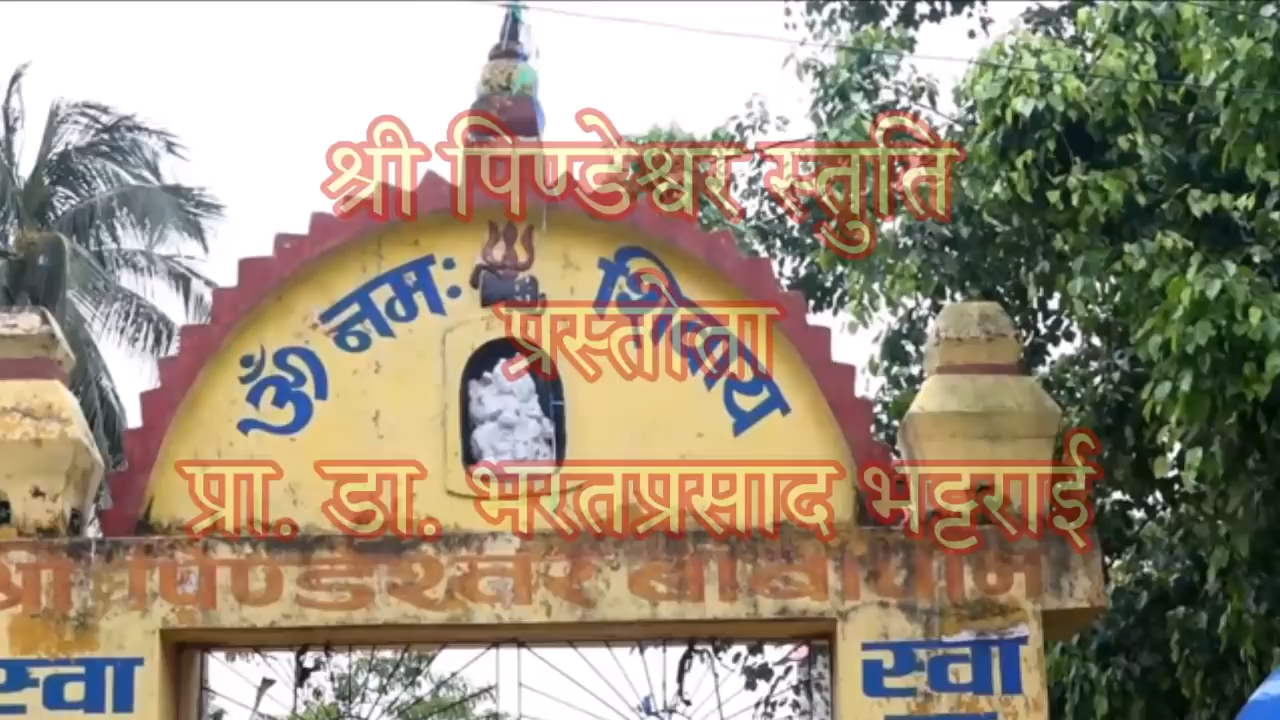 श्री पिण्डेश्वर स्तुति
ॐ नमः शिवाय
प्रस्तोता
प्रा. डा. भरतप्रसाद भट्टराई
श्री पिण्डेश्वर बाबाधाम
स्वा
स्वा